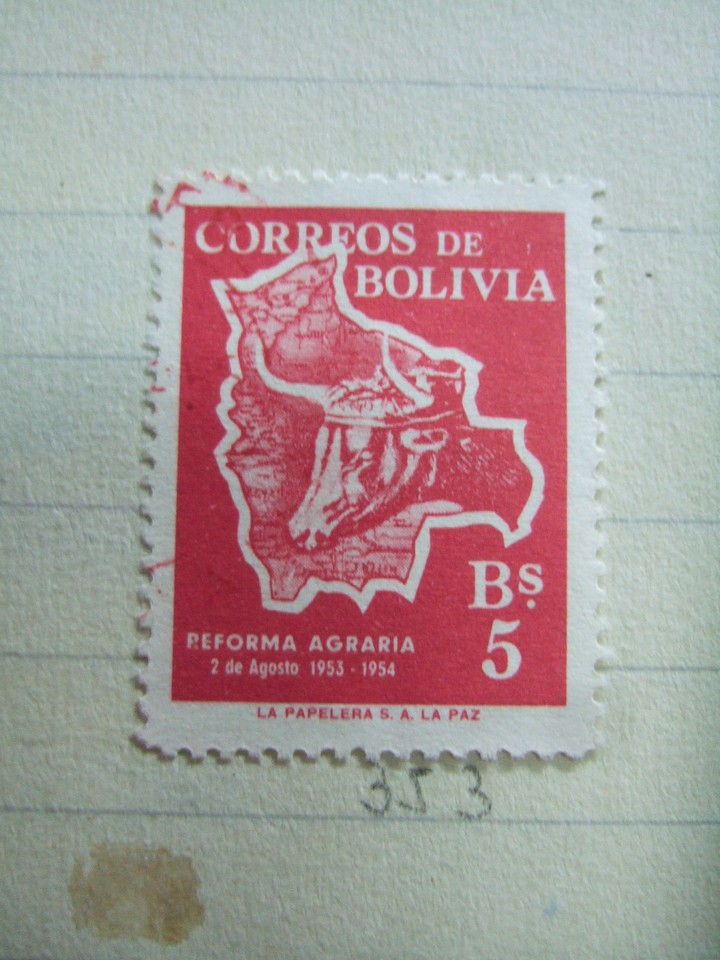 CORREOS DE
BOLIVIA
Bs.
5
REFORMA AGRARIA
2 de Agosto 1953 - 1954
LA PAPELERA S. A. LA PAZ
353